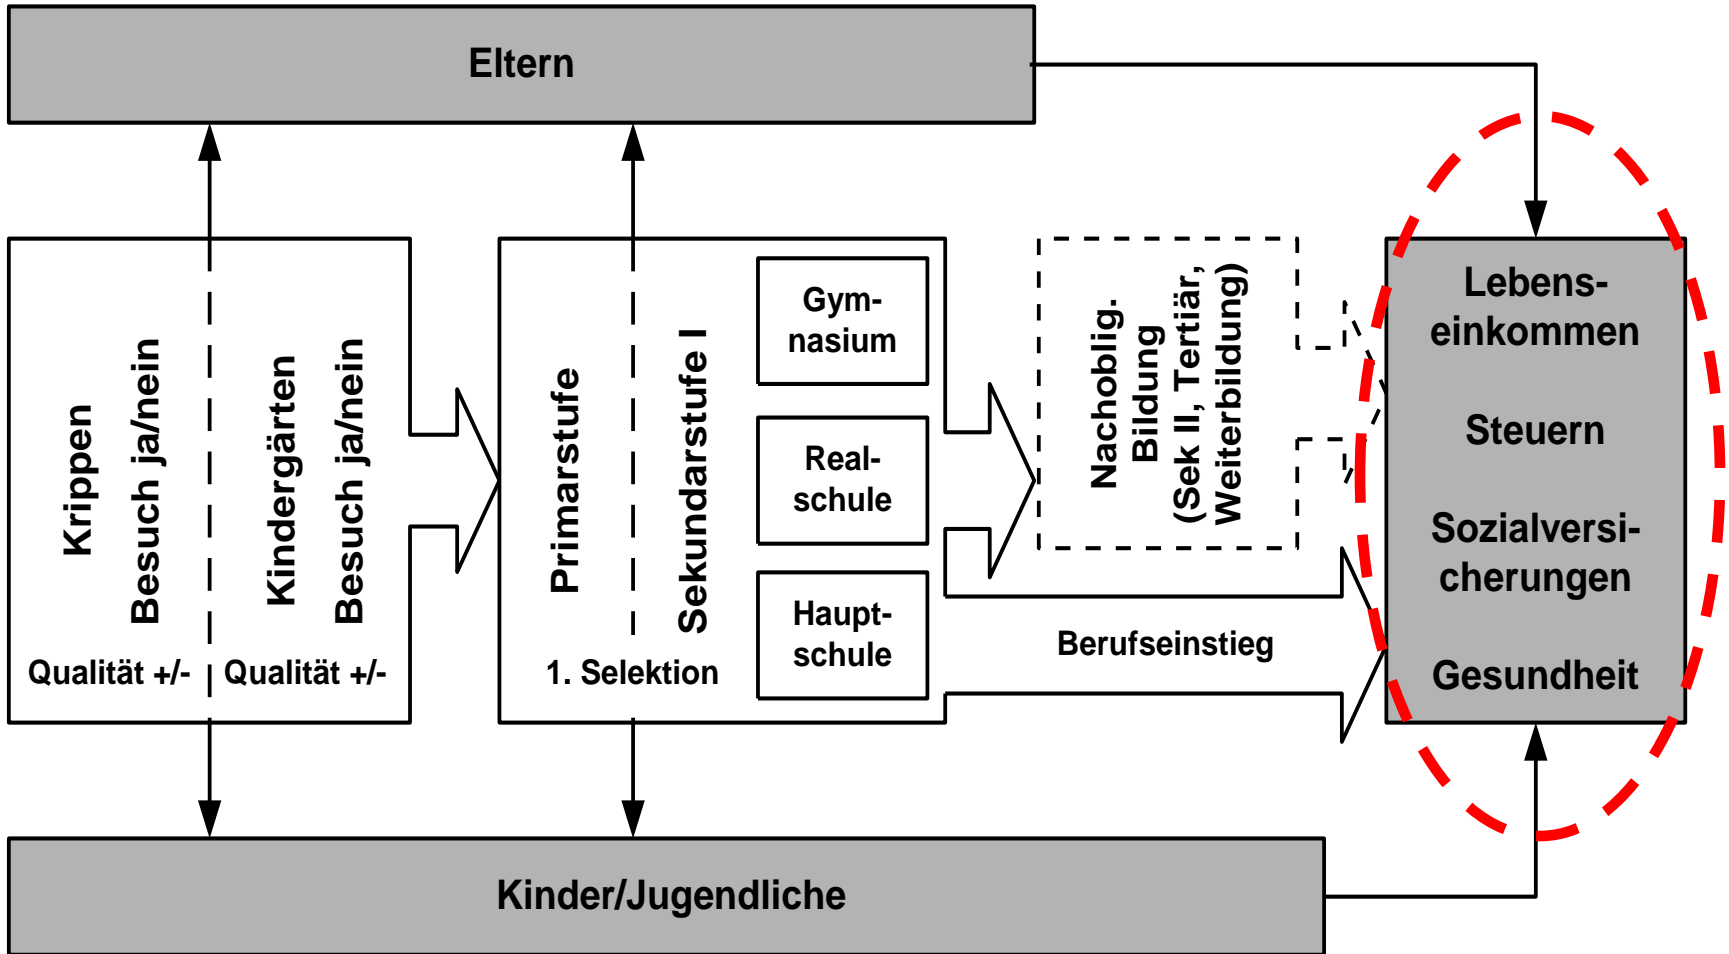 Eltern
Krippen
Besuch ja/nein
Kindergärten
Besuch ja/nein
Qualität +/-
Qualität +/-
Primarstufe
Sekundarstufe I
1. Selektion
Gym-
nasium
Real-
schule
Haupt-
schule
Nachoblig.
Bildung
(Sek II, Tertiär,
Weiterbildung)
Berufseinstieg
Lebens-
einkommen
Steuern
Sozialversi-
cherungen
Gesundheit
Kinder/Jugendliche